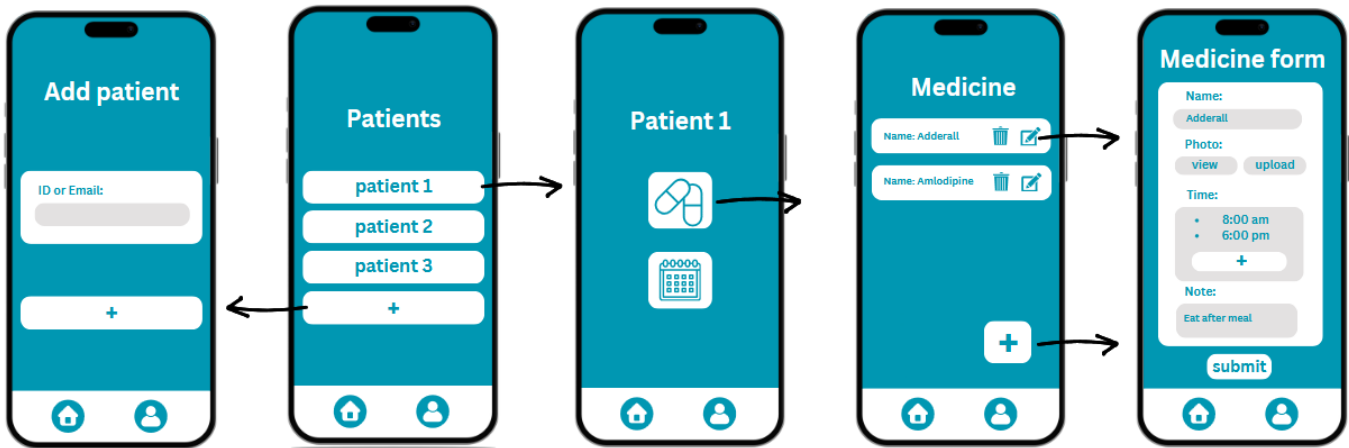 Add patient
ID or Email:
+
Patients
patient 1
patient 2
patient 3
+
Patient 1
Medicine
Name: Adderall
Name: Amlodipine
+
Medicine form
Name:
Adderall
Photo:
view upload
Time:
• 8:00 am
• 6:00 pm
+
Note:
Eat after meal
submit